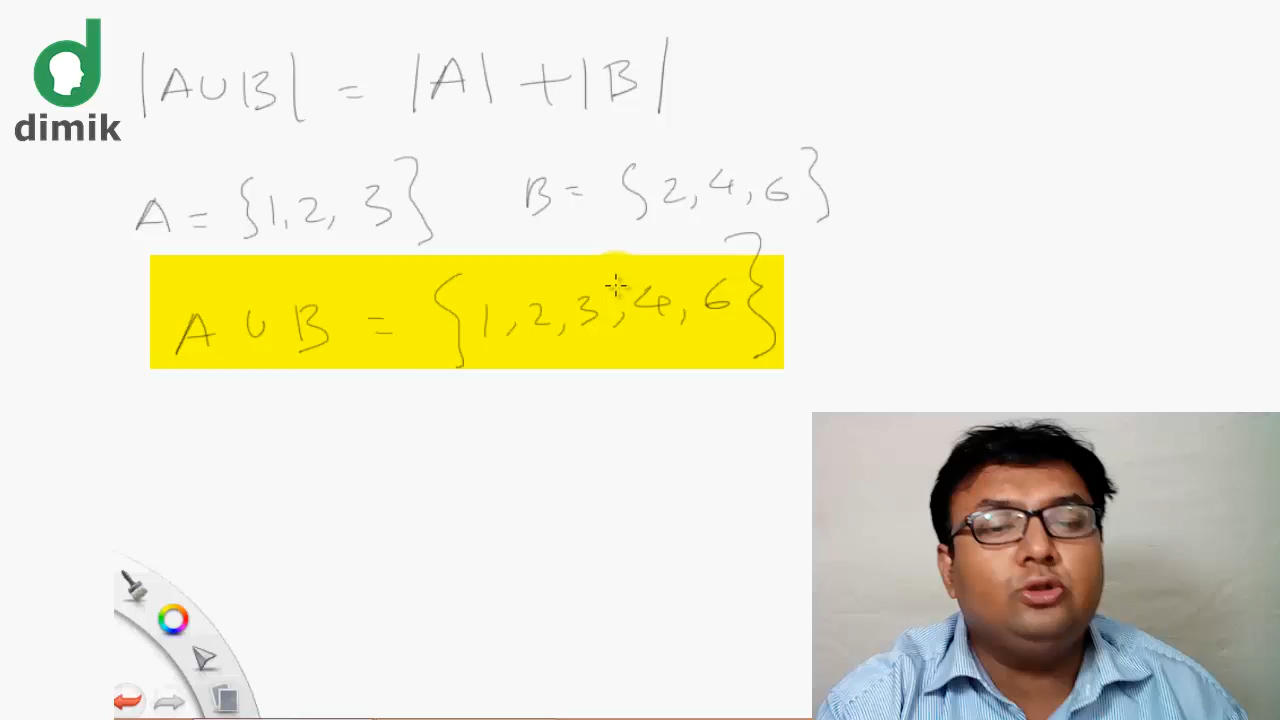 dimik
|A∪B| = |A| + |B|
A = {1, 2, 3} B = {2, 4, 6}
A ∪ B = {1, 2, 3, 4, 6}